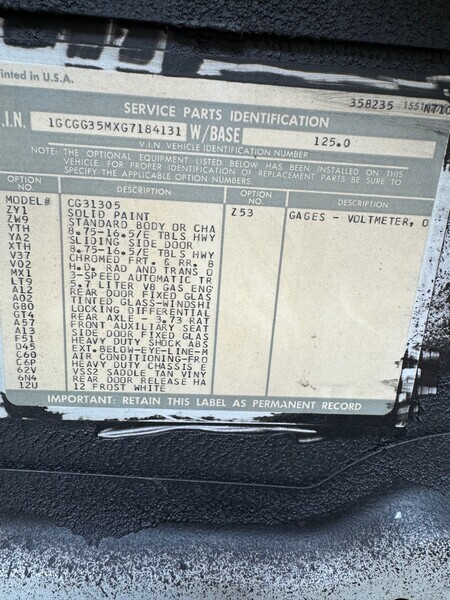 rinted in U.S.A.
SERVICE PARTS IDENTIFICATION 358235 1551 N710
.I.N. 1GCGG35MXG7184131 W/BASE 125.0
V.I.N. VEHICLE IDENTIFICATION NUMBER
NOTE: THE OPTIONS LISTED BELOW HAVE BEEN INSTALLED ON THIS
VEHICLE FOR PROPER IDENTIFICATION OF REPLACEMENT PARTS BE SURE TO
SPECIFY THE APPLICABLE OPTION NUMBERS.
OPTION NO. DESCRIPTION OPTION NO. DESCRIPTION
MODEL# CG31305 Z53 GAGES - VOLTMETER, O
ZY1 SOLID PAINT
ZW9 STANDARD BODY OR CHA
YTH 8.75-16.5/E TBLS HWY
YA2 SLIDING SIDE DOOR
XTH 8.75-16.5/E TBLS HWY
V37 CHROMED FRT. & RR. B
V02 H.D. RAD AND TRANS O
MX1 3-SPEED AUTOMATIC TR
LT9 5.7 LITER V8 GAS ENG
A12 REAR DOOR FIXED GLAS
A02 TINTED GLASS-WINDSHI
G80 LOCKING DIFFERENTIAL
GT4 REAR AXLE - 3.73 RAT
A57 FRONT AUXILIARY SEAT
A13 SIDE DOOR FIXED GLAS
F51 HEAVY DUTY SHOCK ABS
D45 EXT.BELOW-EYE-LINE-M
C60 AIR CONDITIONING-FRO
C6P HEAVY DUTY CHASSIS E
62V VSS2 SADDLE TAN VINY
6N4 REAR DOOR RELEASE HA
12U 12 FROST WHITE
IMPORTANT: RETAIN THIS LABEL AS PERMANENT RECORD